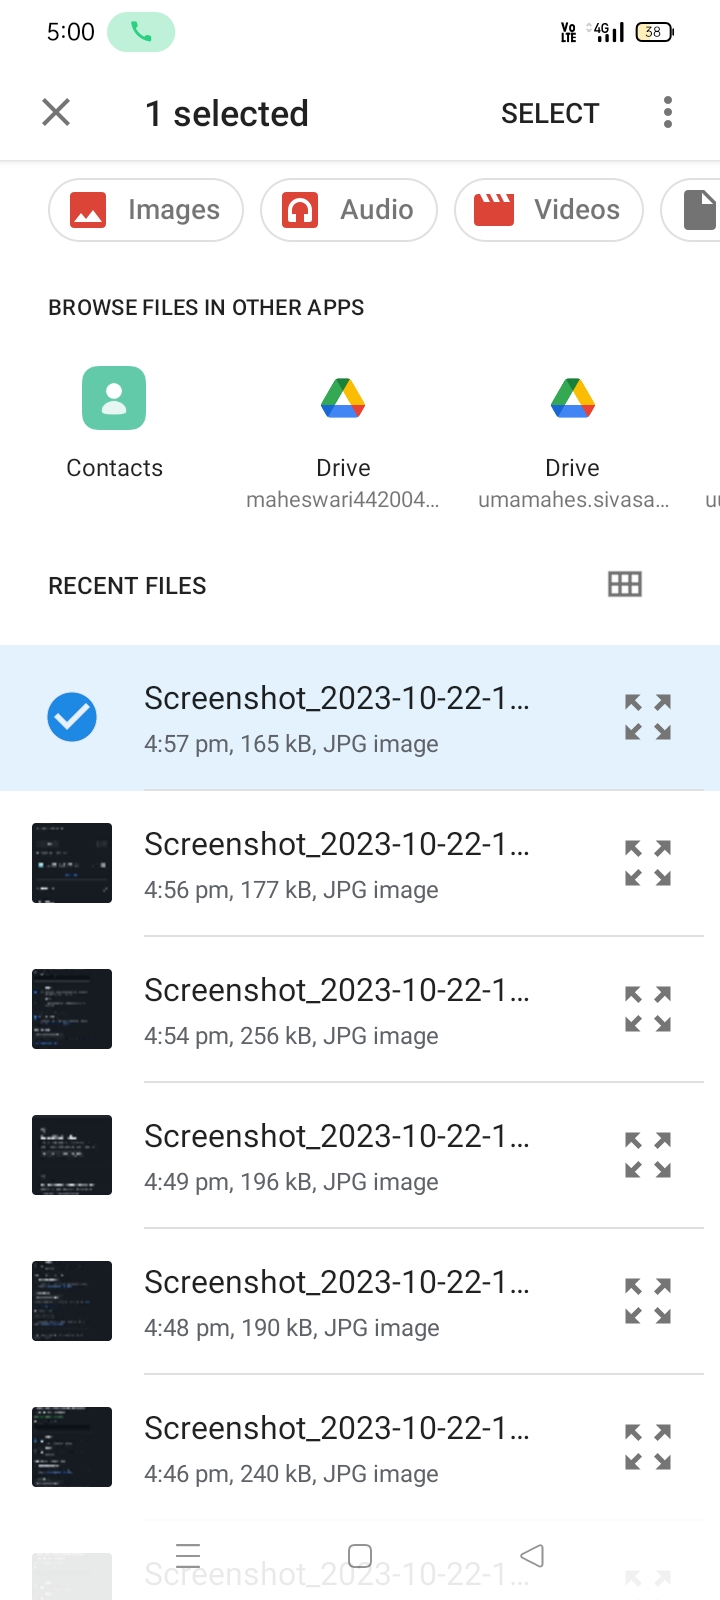 5:00
Vo LTE 4G 38
1 selected
SELECT
Images
Audio
Videos
BROWSE FILES IN OTHER APPS
Contacts
Drive
Drive
maheswari442004...
umamahes.sivasa...
RECENT FILES
Screenshot_2023-10-22-1...
4:57 pm, 165 kB, JPG image
Screenshot_2023-10-22-1...
4:56 pm, 177 kB, JPG image
Screenshot_2023-10-22-1...
4:54 pm, 256 kB, JPG image
Screenshot_2023-10-22-1...
4:49 pm, 196 kB, JPG image
Screenshot_2023-10-22-1...
4:48 pm, 190 kB, JPG image
Screenshot_2023-10-22-1...
4:46 pm, 240 kB, JPG image
Screenshot_2023-10-22-1...